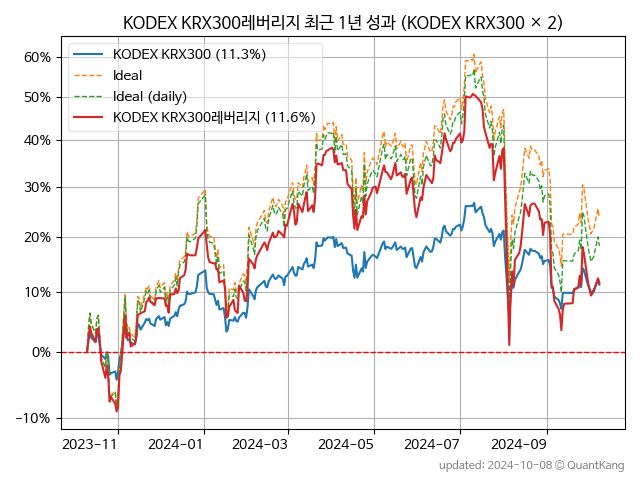 KODEX KRX300레버리지 최근 1년 성과 (KODEX KRX300 × 2)
KODEX KRX300 (11.3%)
Ideal
Ideal (daily)
KODEX KRX300레버리지 (11.6%)
60%
50%
40%
30%
20%
10%
0%
−10%
2023-11
2024-01
2024-03
2024-05
2024-07
2024-09
updated: 2024-10-08 © QuantKang